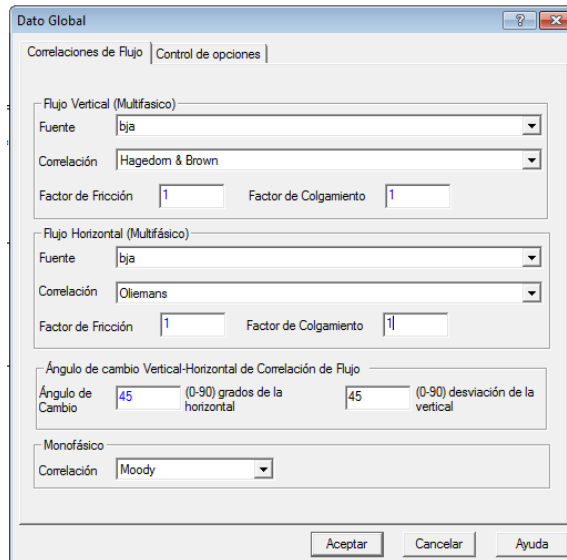 Dato Global
Correlaciones de Flujo
Control de opciones
Flujo Vertical (Multifasico)
Fuente bja
Correlación Hagedorn & Brown
Factor de Fricción 1 Factor de Colgamiento 1
Flujo Horizontal (Multifásico)
Fuente bja
Correlación Oliemans
Factor de Fricción 1 Factor de Colgamiento 1
Ángulo de cambio Vertical-Horizontal de Correlación de Flujo
Ángulo de Cambio 45 (0-90) grados de la horizontal 45 (0-90) desviación de la vertical
Monofásico
Correlación Moody
Aceptar Cancelar Ayuda